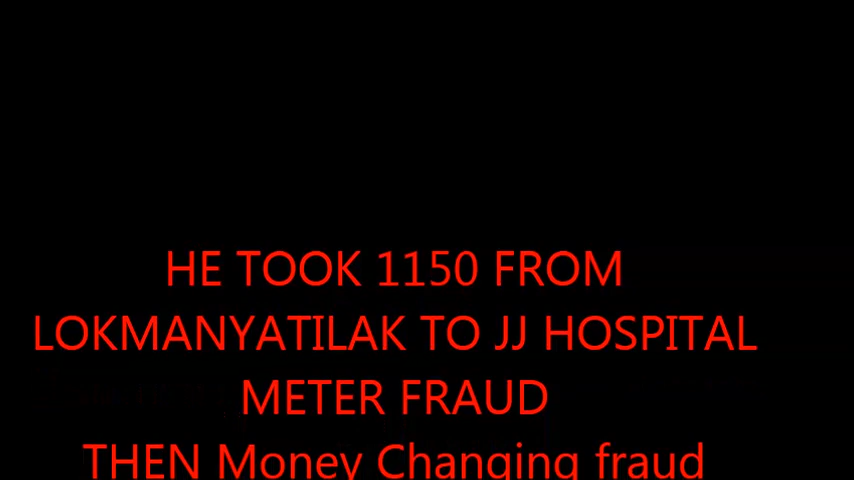 HE TOOK 1150 FROM
LOKMANYATILAK TO JJ HOSPITAL
METER FRAUD
THEN Money Changing fraud